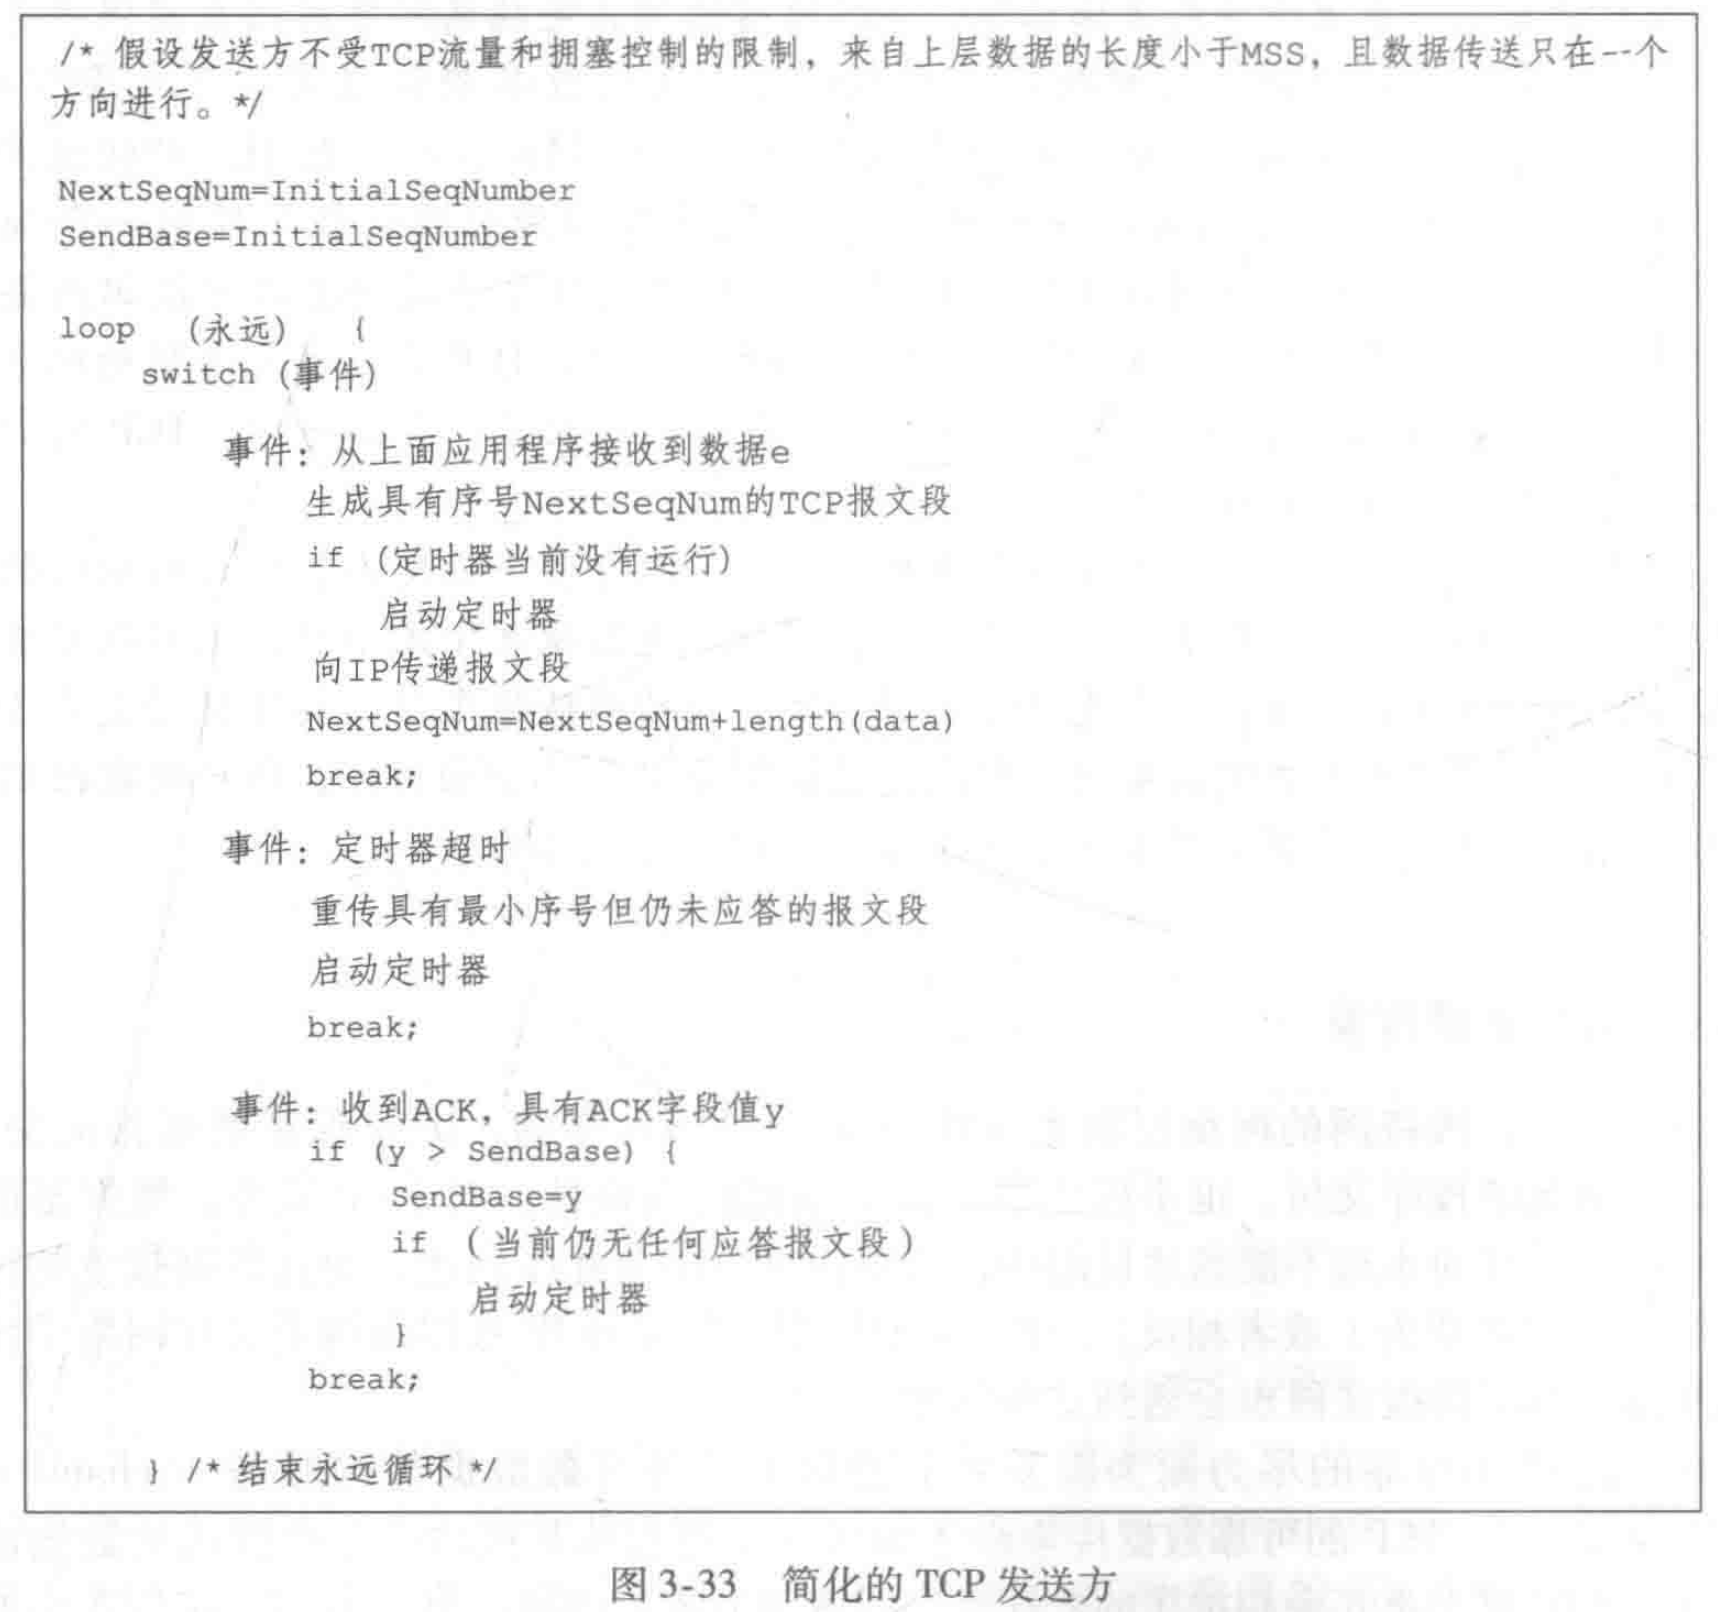 /* 假设发送方不受TCP流量和拥塞控制的限制，来自上层数据的长度小于MSS，且数据传送只在一个
方向进行。*/
NextSeqNum=InitialSeqNumber
SendBase=InitialSeqNumber
loop (永远) {
switch (事件)
事件：从上面应用程序接收到数据e
生成具有序号NextSeqNum的TCP报文段
if (定时器当前没有运行)
启动定时器
向IP传递报文段
NextSeqNum=NextSeqNum+length(data)
break;
事件：定时器超时
重传具有最小序号但仍未应答的报文段
启动定时器
break;
事件：收到ACK，具有ACK字段值y
if (y > SendBase) {
SendBase=y
if （当前仍无任何应答报文段）
启动定时器
}
break;
} /* 结束永远循环 */
图 3-33 简化的 TCP 发送方